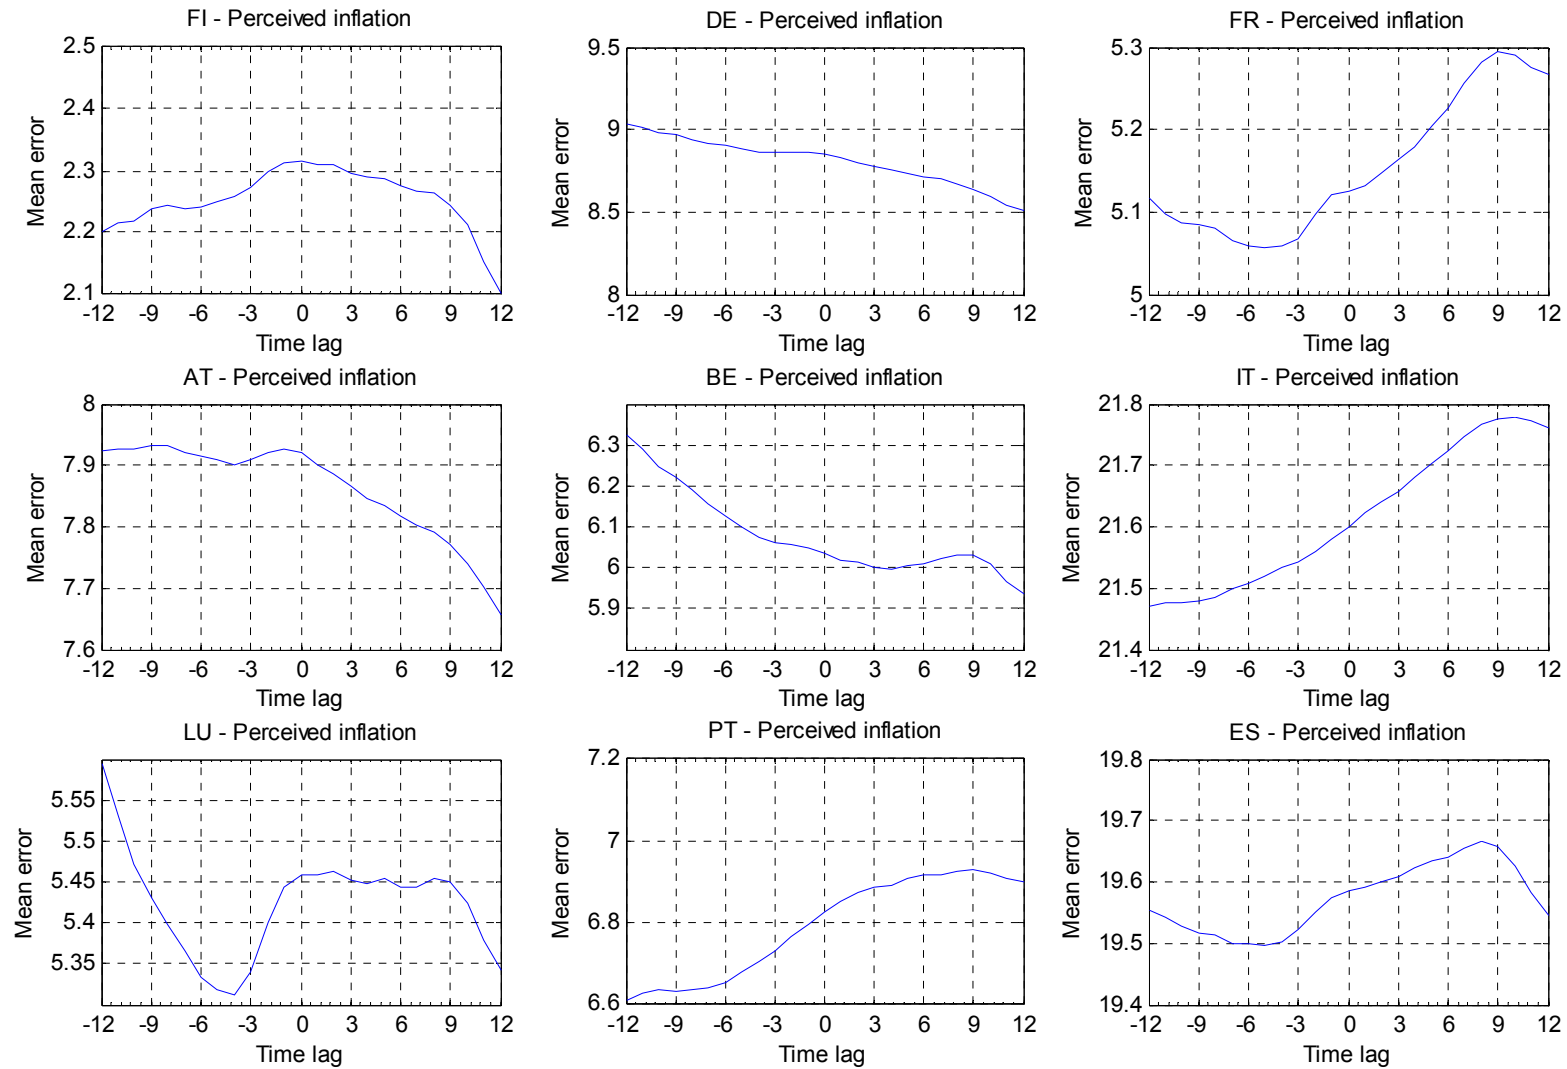 FI - Perceived inflation
DE - Perceived inflation
FR - Perceived inflation
2.5
2.4
2.3
2.2
2.1
Mean error
-12 -9 -6 -3 0 3 6 9 12
Time lag
9.5
9
8.5
8
Mean error
-12 -9 -6 -3 0 3 6 9 12
Time lag
5.3
5.2
5.1
5
Mean error
-12 -9 -6 -3 0 3 6 9 12
Time lag
AT - Perceived inflation
BE - Perceived inflation
IT - Perceived inflation
8
7.9
7.8
7.7
7.6
Mean error
-12 -9 -6 -3 0 3 6 9 12
Time lag
6.3
6.2
6.1
6
5.9
Mean error
-12 -9 -6 -3 0 3 6 9 12
Time lag
21.8
21.7
21.6
21.5
21.4
Mean error
-12 -9 -6 -3 0 3 6 9 12
Time lag
LU - Perceived inflation
PT - Perceived inflation
ES - Perceived inflation
5.55
5.5
5.45
5.4
5.35
Mean error
-12 -9 -6 -3 0 3 6 9 12
Time lag
7.2
7
6.8
6.6
Mean error
-12 -9 -6 -3 0 3 6 9 12
Time lag
19.8
19.7
19.6
19.5
19.4
Mean error
-12 -9 -6 -3 0 3 6 9 12
Time lag